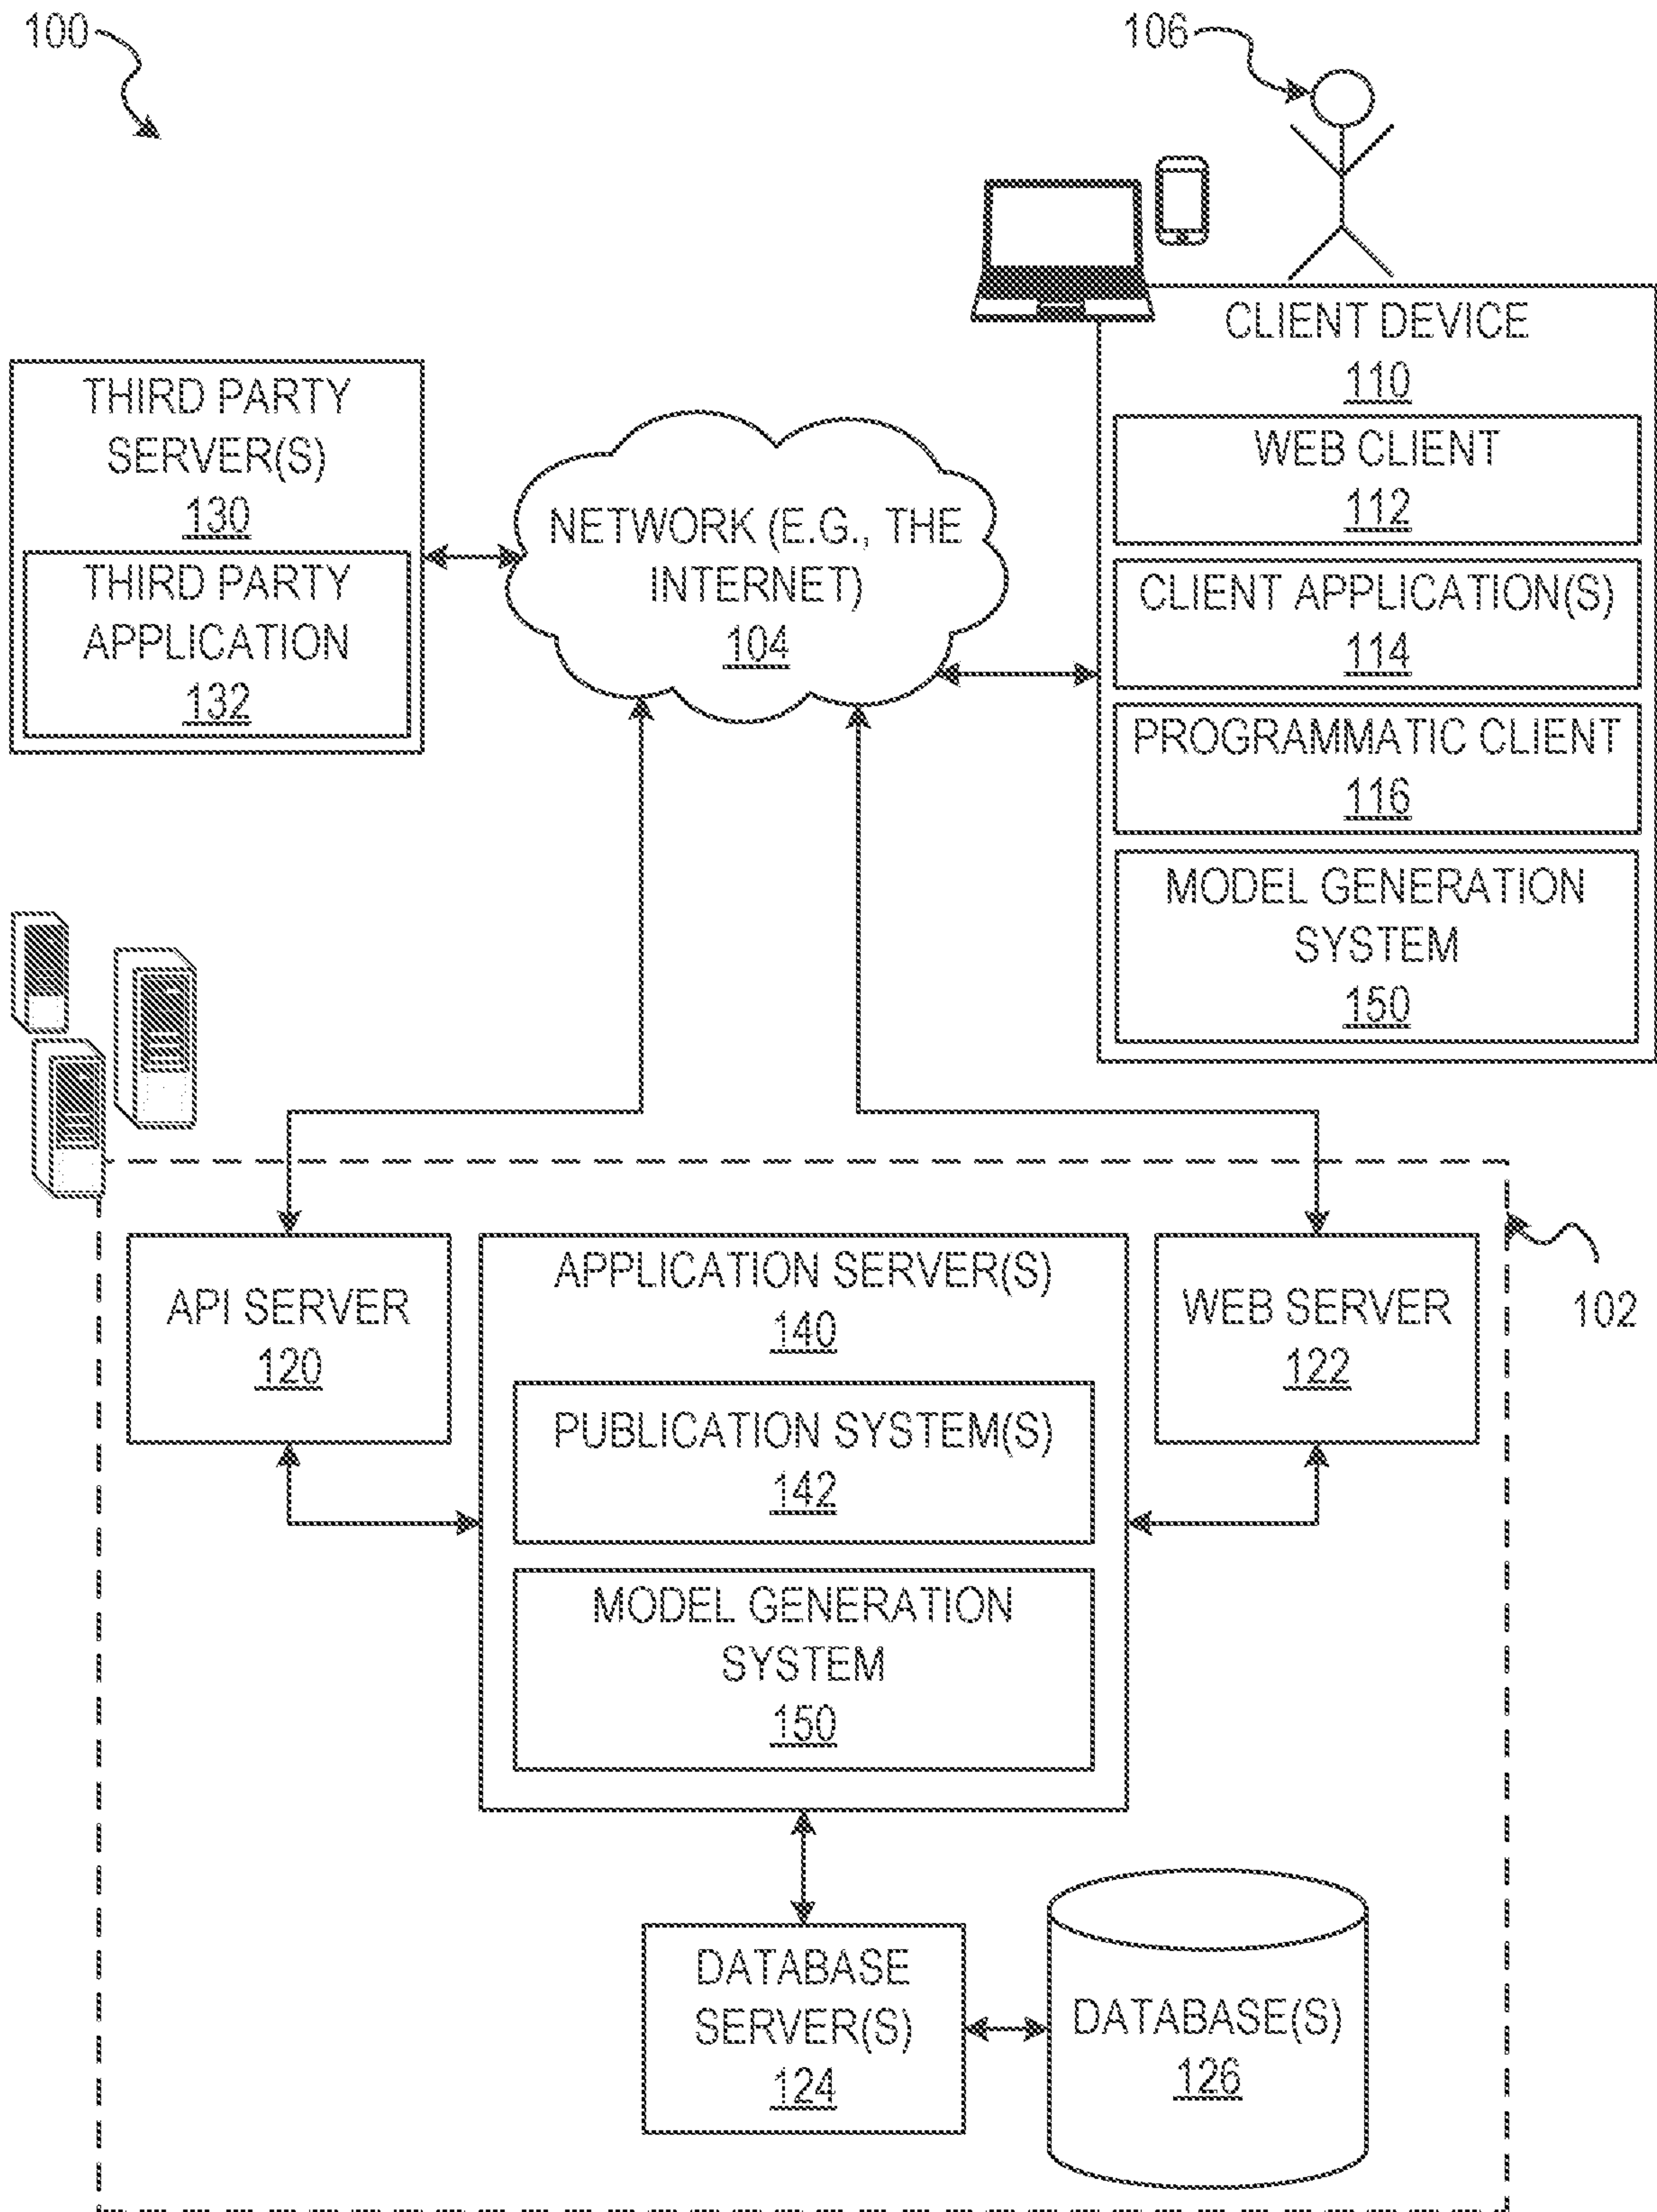 100
106
CLIENT DEVICE
110
WEB CLIENT
112
CLIENT APPLICATION(S)
114
PROGRAMMATIC CLIENT
116
MODEL GENERATION
SYSTEM
150
THIRD PARTY
SERVER(S)
130
THIRD PARTY
APPLICATION
132
NETWORK (E.G., THE
INTERNET)
104
API SERVER
120
APPLICATION SERVER(S)
140
PUBLICATION SYSTEM(S)
142
MODEL GENERATION
SYSTEM
150
WEB SERVER
122
102
DATABASE
SERVER(S)
124
DATABASE(S)
126